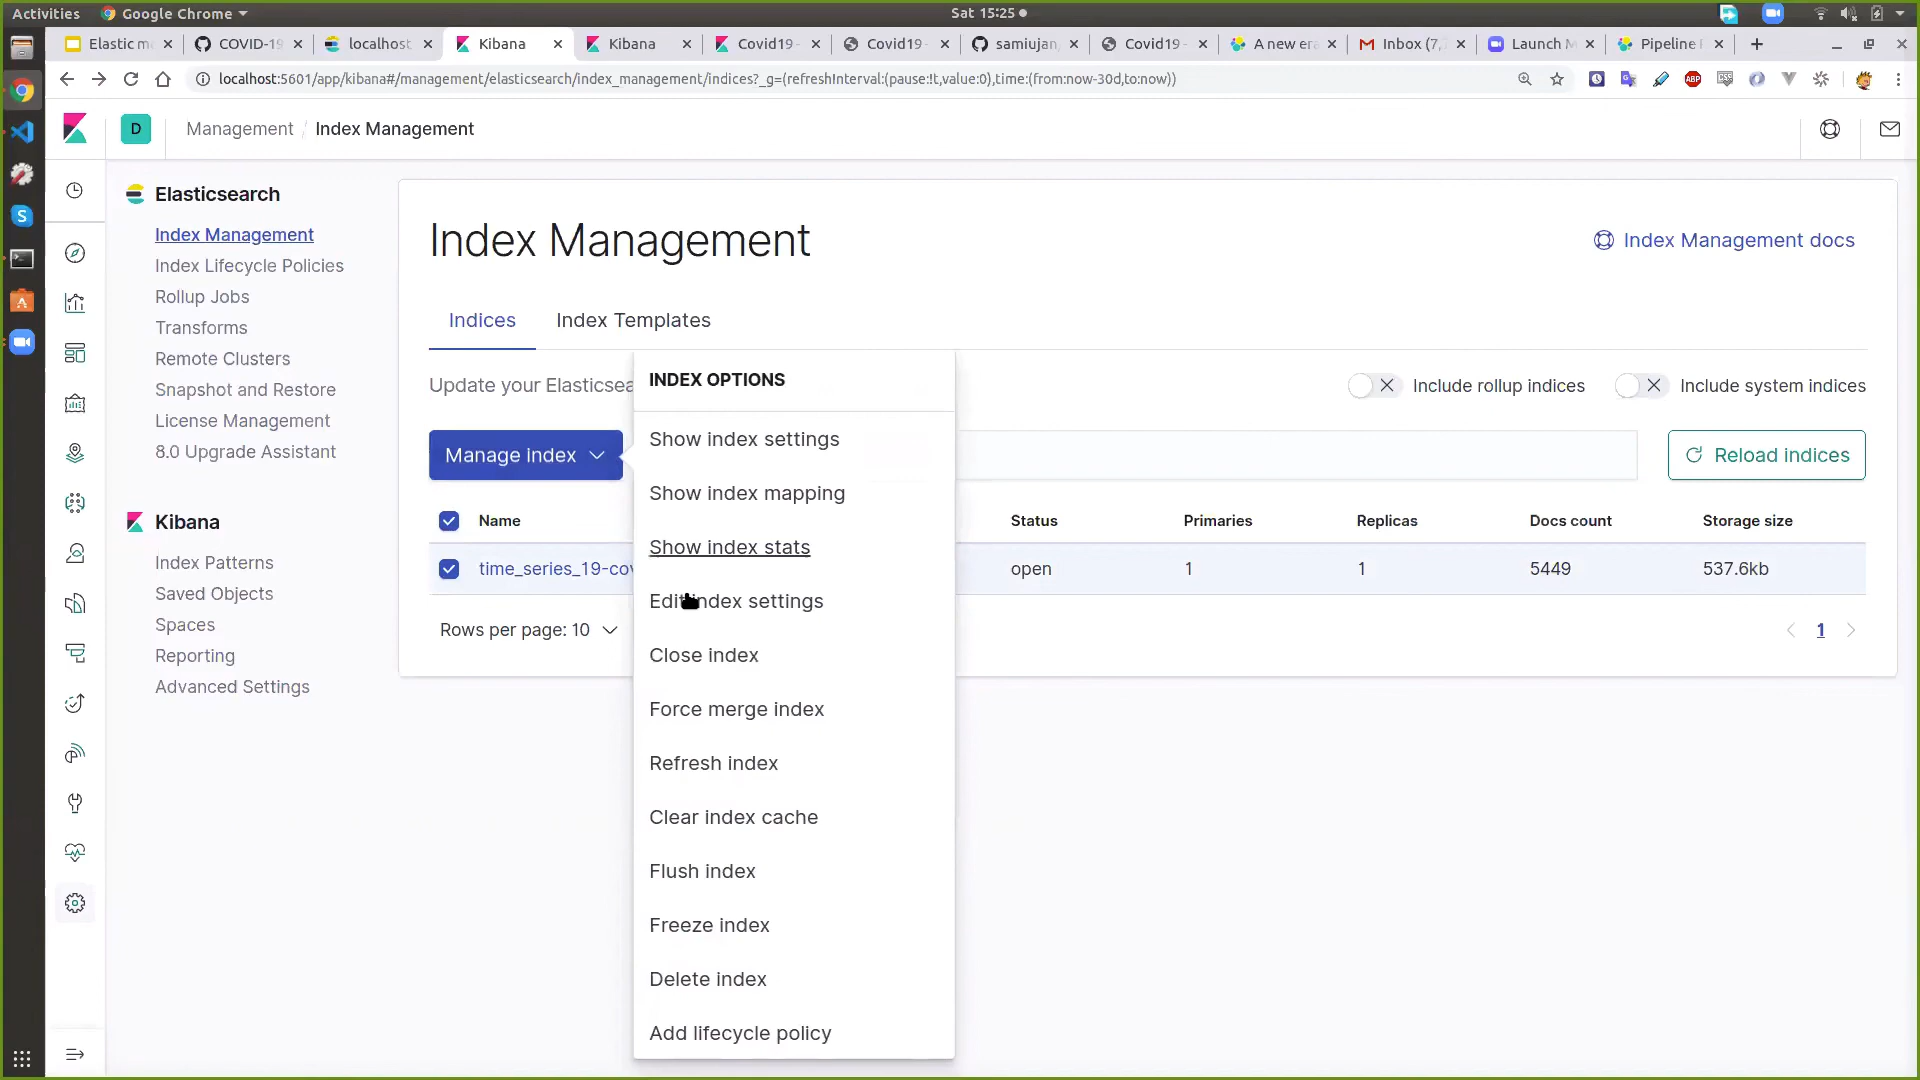 Activities
Google Chrome
Sat 15:25
Elastic m
COVID-19
localhost
Kibana
Kibana
Covid19 -
Covid19 -
samiujan
Covid19 -
A new era
Inbox (7,
Launch M
Pipeline
localhost:5601/app/kibana#/management/elasticsearch/index_management/indices?_g=(refreshInterval:(pause:!t,value:0),time:(from:now-30d,to:now))
ABP
D
Management / Index Management
Elasticsearch
Index Management
Index Lifecycle Policies
Rollup Jobs
Transforms
Remote Clusters
Snapshot and Restore
License Management
8.0 Upgrade Assistant
Kibana
Index Patterns
Saved Objects
Spaces
Reporting
Advanced Settings
Index Management
Index Management docs
Indices
Index Templates
Update your Elasticsea
Include rollup indices
Include system indices
Manage index
Reload indices
Name
Status
Primaries
Replicas
Docs count
Storage size
time_series_19-cov
open
1
1
5449
537.6kb
Rows per page: 10
1
INDEX OPTIONS
Show index settings
Show index mapping
Show index stats
Edit index settings
Close index
Force merge index
Refresh index
Clear index cache
Flush index
Freeze index
Delete index
Add lifecycle policy